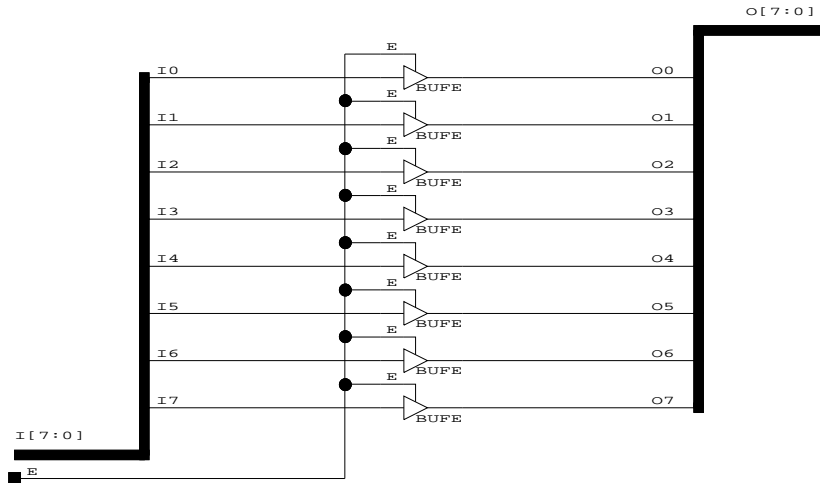 O[7:0]
E
I0 O0
BUFE
E
I1 O1
BUFE
E
I2 O2
BUFE
E
I3 O3
BUFE
E
I4 O4
BUFE
E
I5 O5
BUFE
E
I6 O6
BUFE
E
I7 O7
BUFE
I[7:0]
E